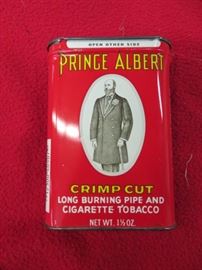 OPEN OTHER SIDE
PRINCE ALBERT
CRIMP CUT
LONG BURNING PIPE AND
CIGARETTE TOBACCO
NET WT. 1½ OZ.